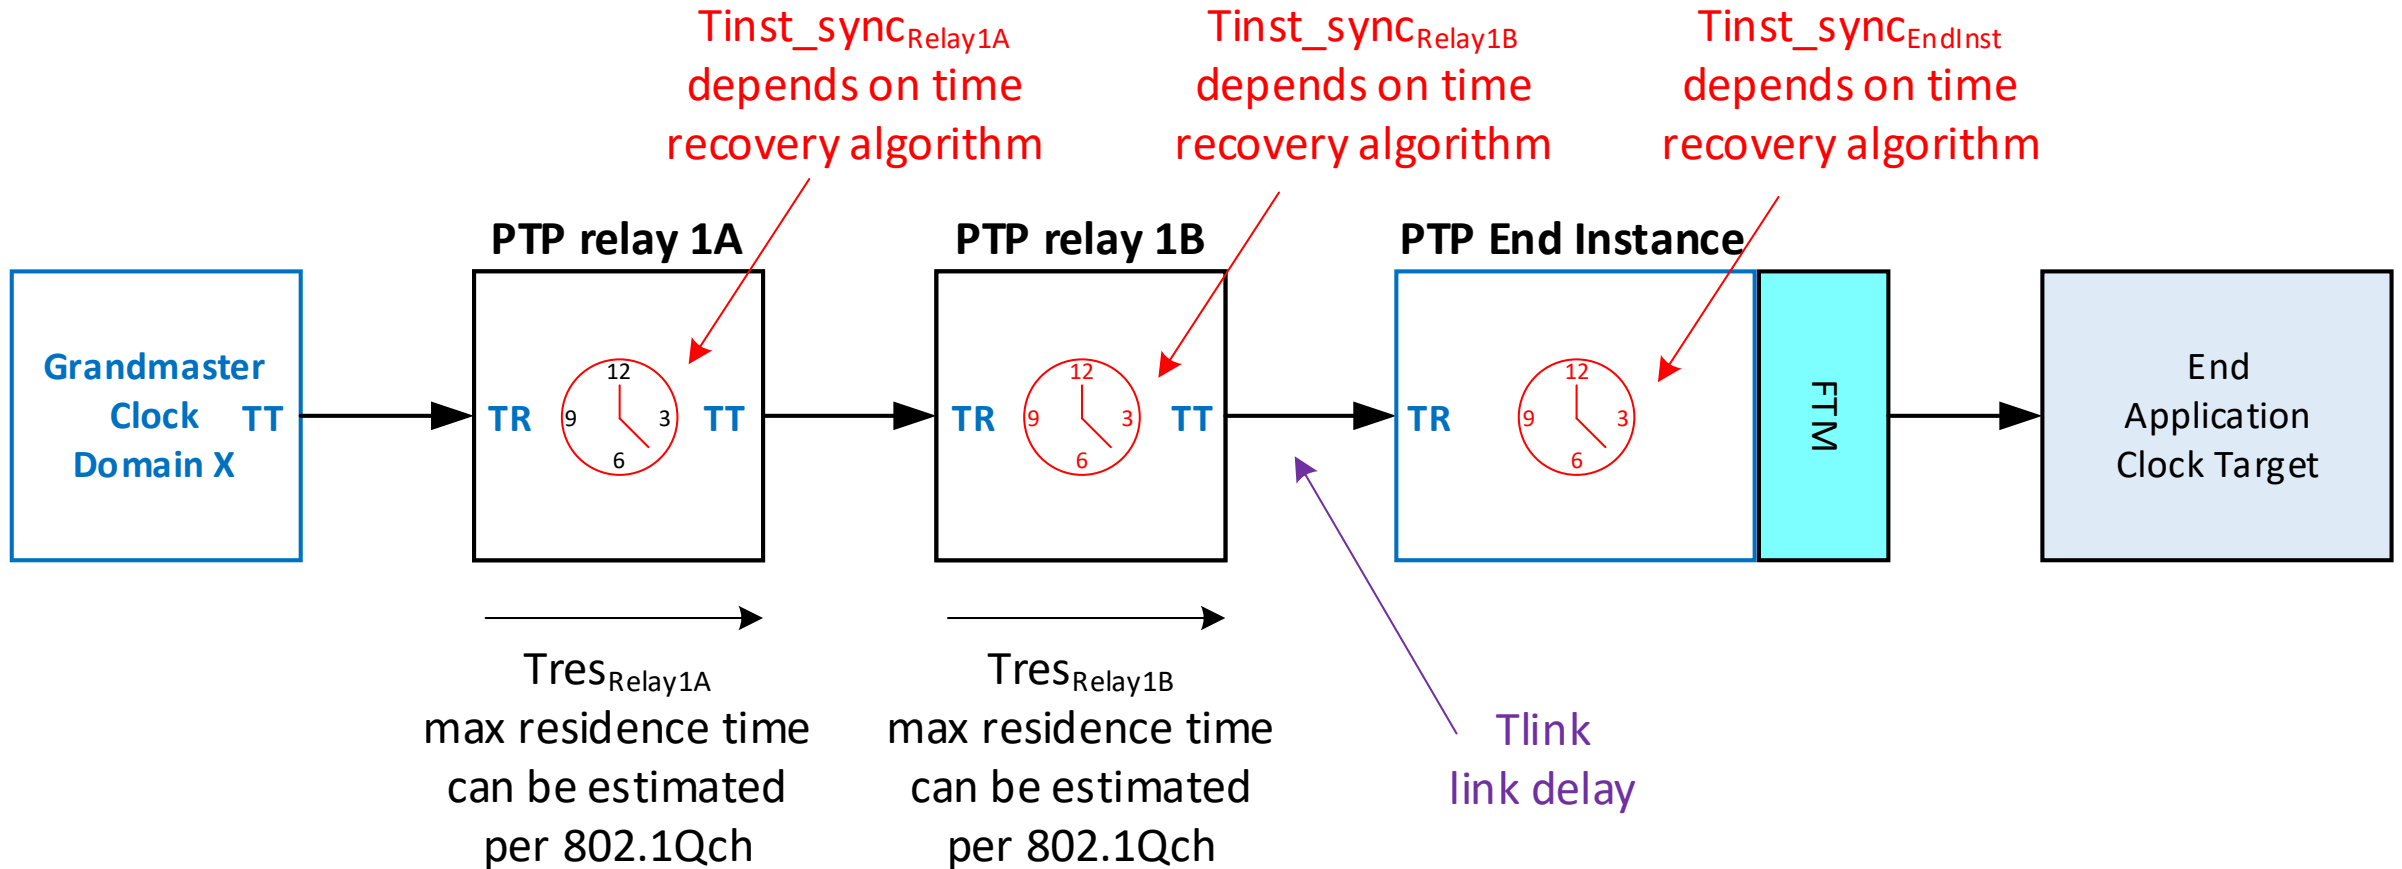 Tinst_syncRelay1A
depends on time
recovery algorithm
Tinst_syncRelay1B
depends on time
recovery algorithm
Tinst_syncEndInst
depends on time
recovery algorithm
PTP relay 1A
PTP relay 1B
PTP End Instance
Grandmaster
Clock
Domain X
TT
TR
12
9
3
6
TT
TR
12
9
3
6
TT
TR
12
9
3
6
FTM
End
Application
Clock Target
TresRelay1A
max residence time
can be estimated
per 802.1Qch
TresRelay1B
max residence time
can be estimated
per 802.1Qch
Tlink
link delay